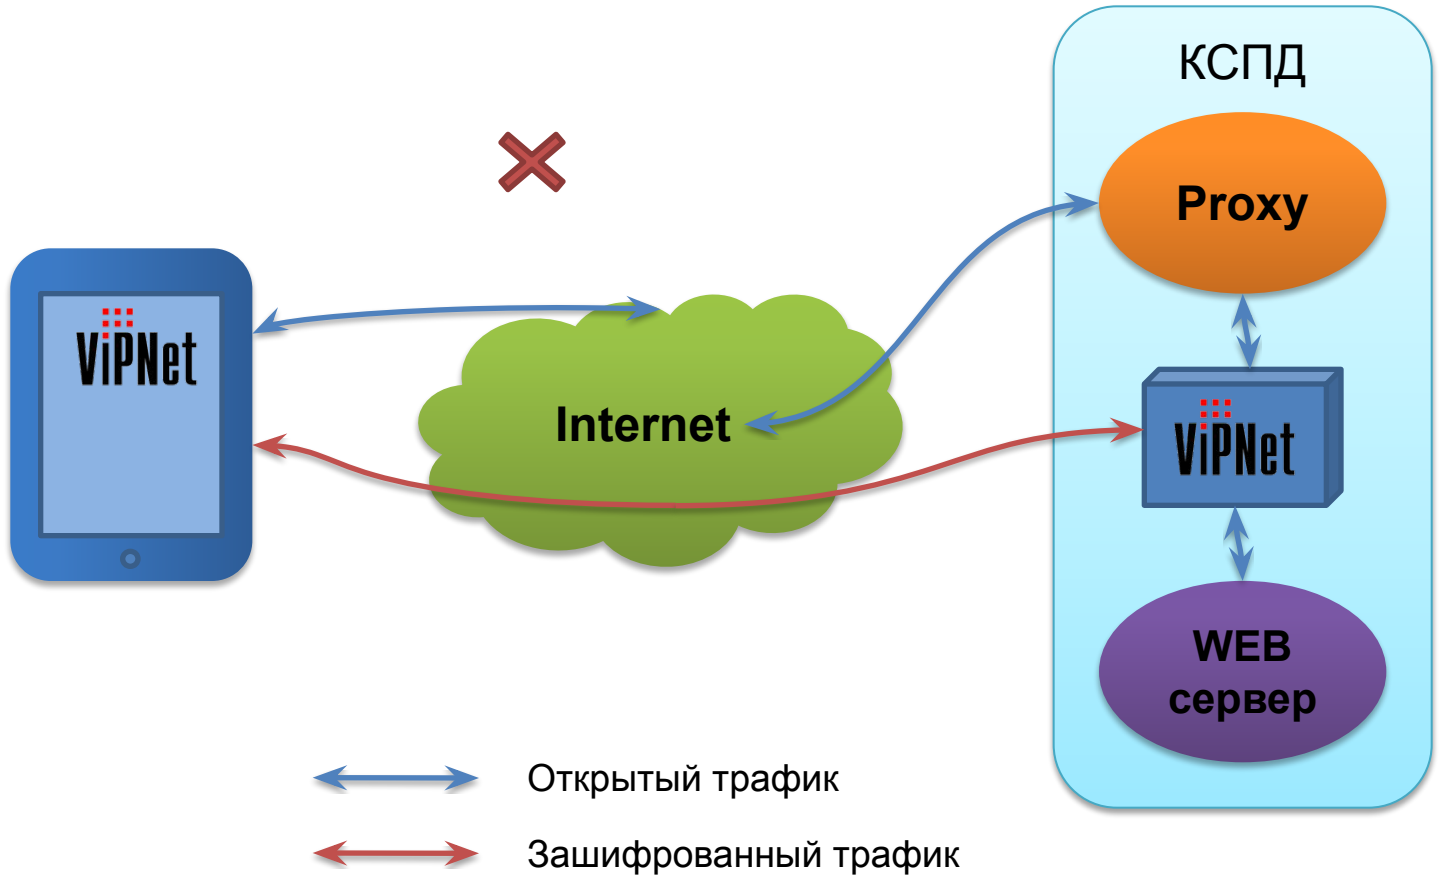 КСПД
Proxy
ViPNet
Internet
ViPNet
WEB
сервер
Открытый трафик
Зашифрованный трафик